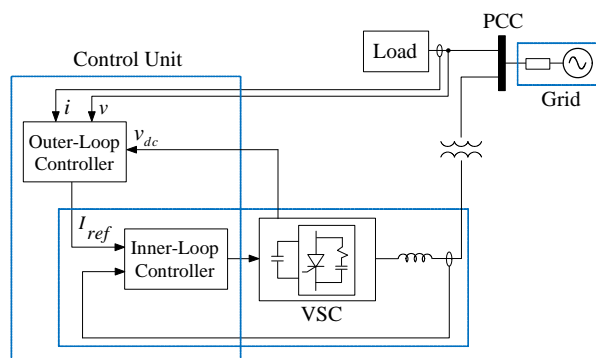 PCC
Load
Control Unit
Grid
i
v
Outer-Loop
Controller
v_dc
I_ref
Inner-Loop
Controller
VSC